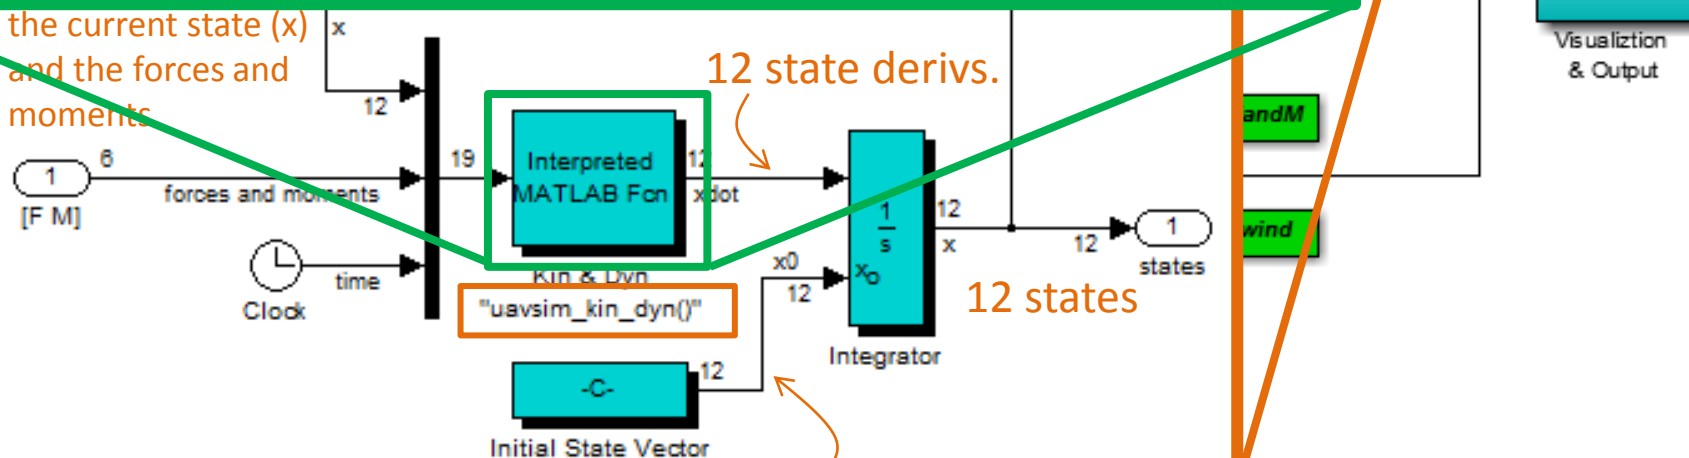 the current state (x)
and the forces and
moments
x
12
1
6
forces and moments
[F M]
time
Clock
19
Interpreted
MATLAB Fcn
12
xdot
Kin & Dyn
"uavsim_kin_dyn()"
12 state derivs.
-C-
12
Initial State Vector
x0
12
1
s
xo
Integrator
12
x
12 states
12
1
states
andM
wind
Visualiztion
& Output